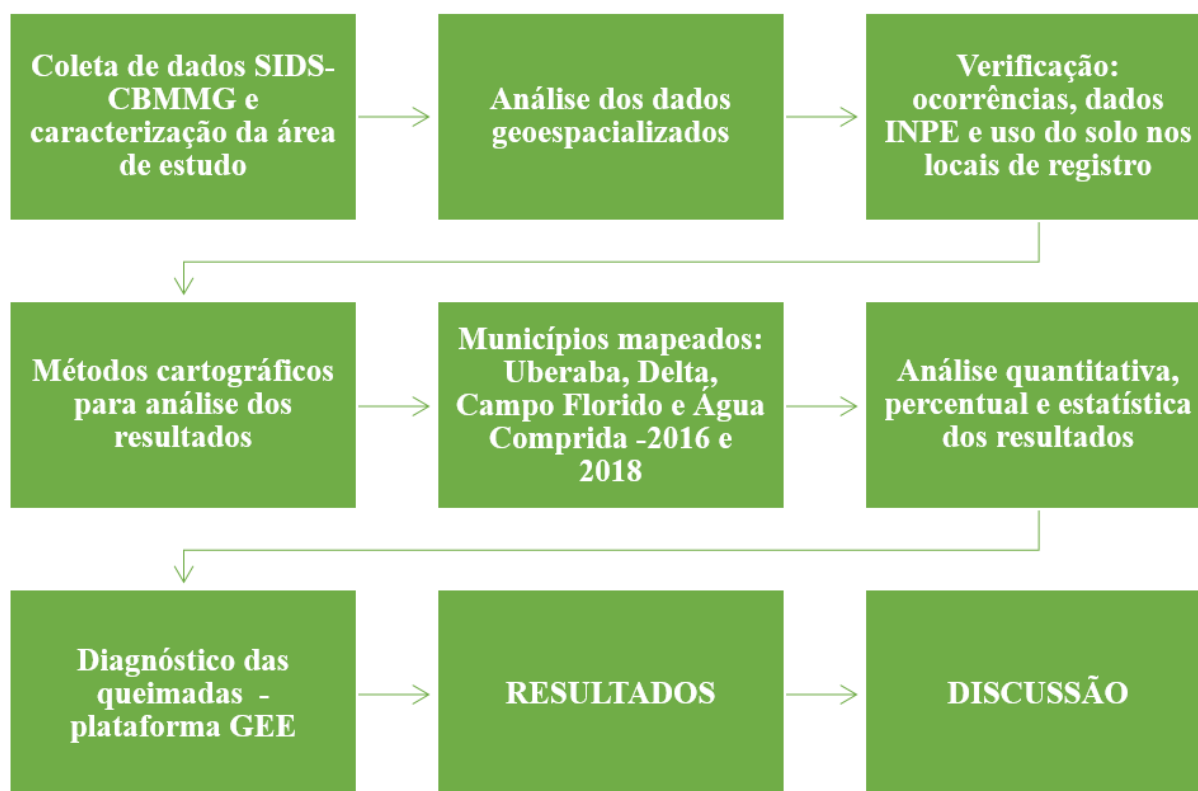 Coleta de dados SIDS-
CBMMG e
caracterização da área
de estudo
Análise dos dados
geoespacializados
Verificação:
ocorrências, dados
INPE e uso do solo nos
locais de registro
Métodos cartográficos
para análise dos
resultados
Municípios mapeados:
Uberaba, Delta,
Campo Florido e Água
Comprida -2016 e
2018
Análise quantitativa,
percentual e estatística
dos resultados
Diagnóstico das
queimadas -
plataforma GEE
RESULTADOS
DISCUSSÃO